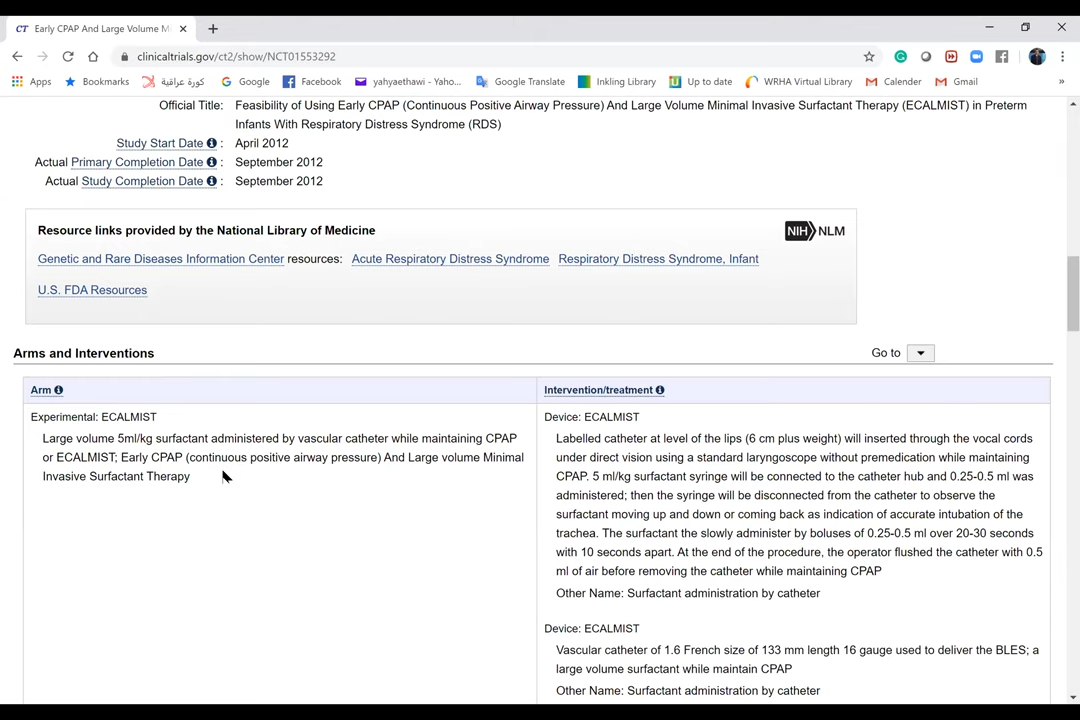 CT Early CPAP And Large Volume M
clinicaltrials.gov/ct2/show/NCT01553292
Apps Bookmarks كورة عراقية Google Facebook yahyaethawi - Yaho... Google Translate Inkling Library Up to date WRHA Virtual Library Calender Gmail »
Official Title: Feasibility of Using Early CPAP (Continuous Positive Airway Pressure) And Large Volume Minimal Invasive Surfactant Therapy (ECALMIST) in Preterm
Infants With Respiratory Distress Syndrome (RDS)
Study Start Date : April 2012
Actual Primary Completion Date : September 2012
Actual Study Completion Date : September 2012
Resource links provided by the National Library of Medicine
NIH NLM
Genetic and Rare Diseases Information Center resources: Acute Respiratory Distress Syndrome Respiratory Distress Syndrome, Infant
U.S. FDA Resources
Arms and Interventions
Go to
Arm
Experimental: ECALMIST
Large volume 5ml/kg surfactant administered by vascular catheter while maintaining CPAP
or ECALMIST; Early CPAP (continuous positive airway pressure) And Large volume Minimal
Invasive Surfactant Therapy
Intervention/treatment
Device: ECALMIST
Labelled catheter at level of the lips (6 cm plus weight) will inserted through the vocal cords
under direct vision using a standard laryngoscope without premedication while maintaining
CPAP. 5 ml/kg surfactant syringe will be connected to the catheter hub and 0.25-0.5 ml was
administered; then the syringe will be disconnected from the catheter to observe the
surfactant moving up and down or coming back as indication of accurate intubation of the
trachea. The surfactant the slowly administer by boluses of 0.25-0.5 ml over 20-30 seconds
with 10 seconds apart. At the end of the procedure, the operator flushed the catheter with 0.5
ml of air before removing the catheter while maintaining CPAP
Other Name: Surfactant administration by catheter
Device: ECALMIST
Vascular catheter of 1.6 French size of 133 mm length 16 gauge used to deliver the BLES; a
large volume surfactant while maintain CPAP
Other Name: Surfactant administration by catheter